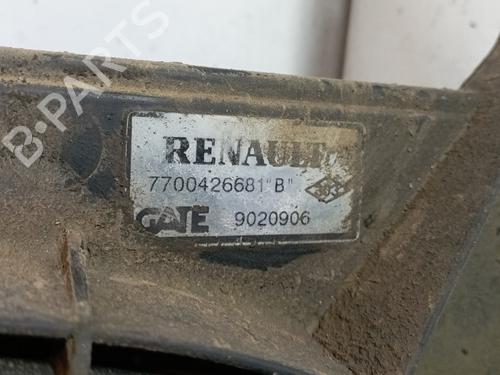 B-PARTS
RENAULT
7700426681"B"
GATE 9020906